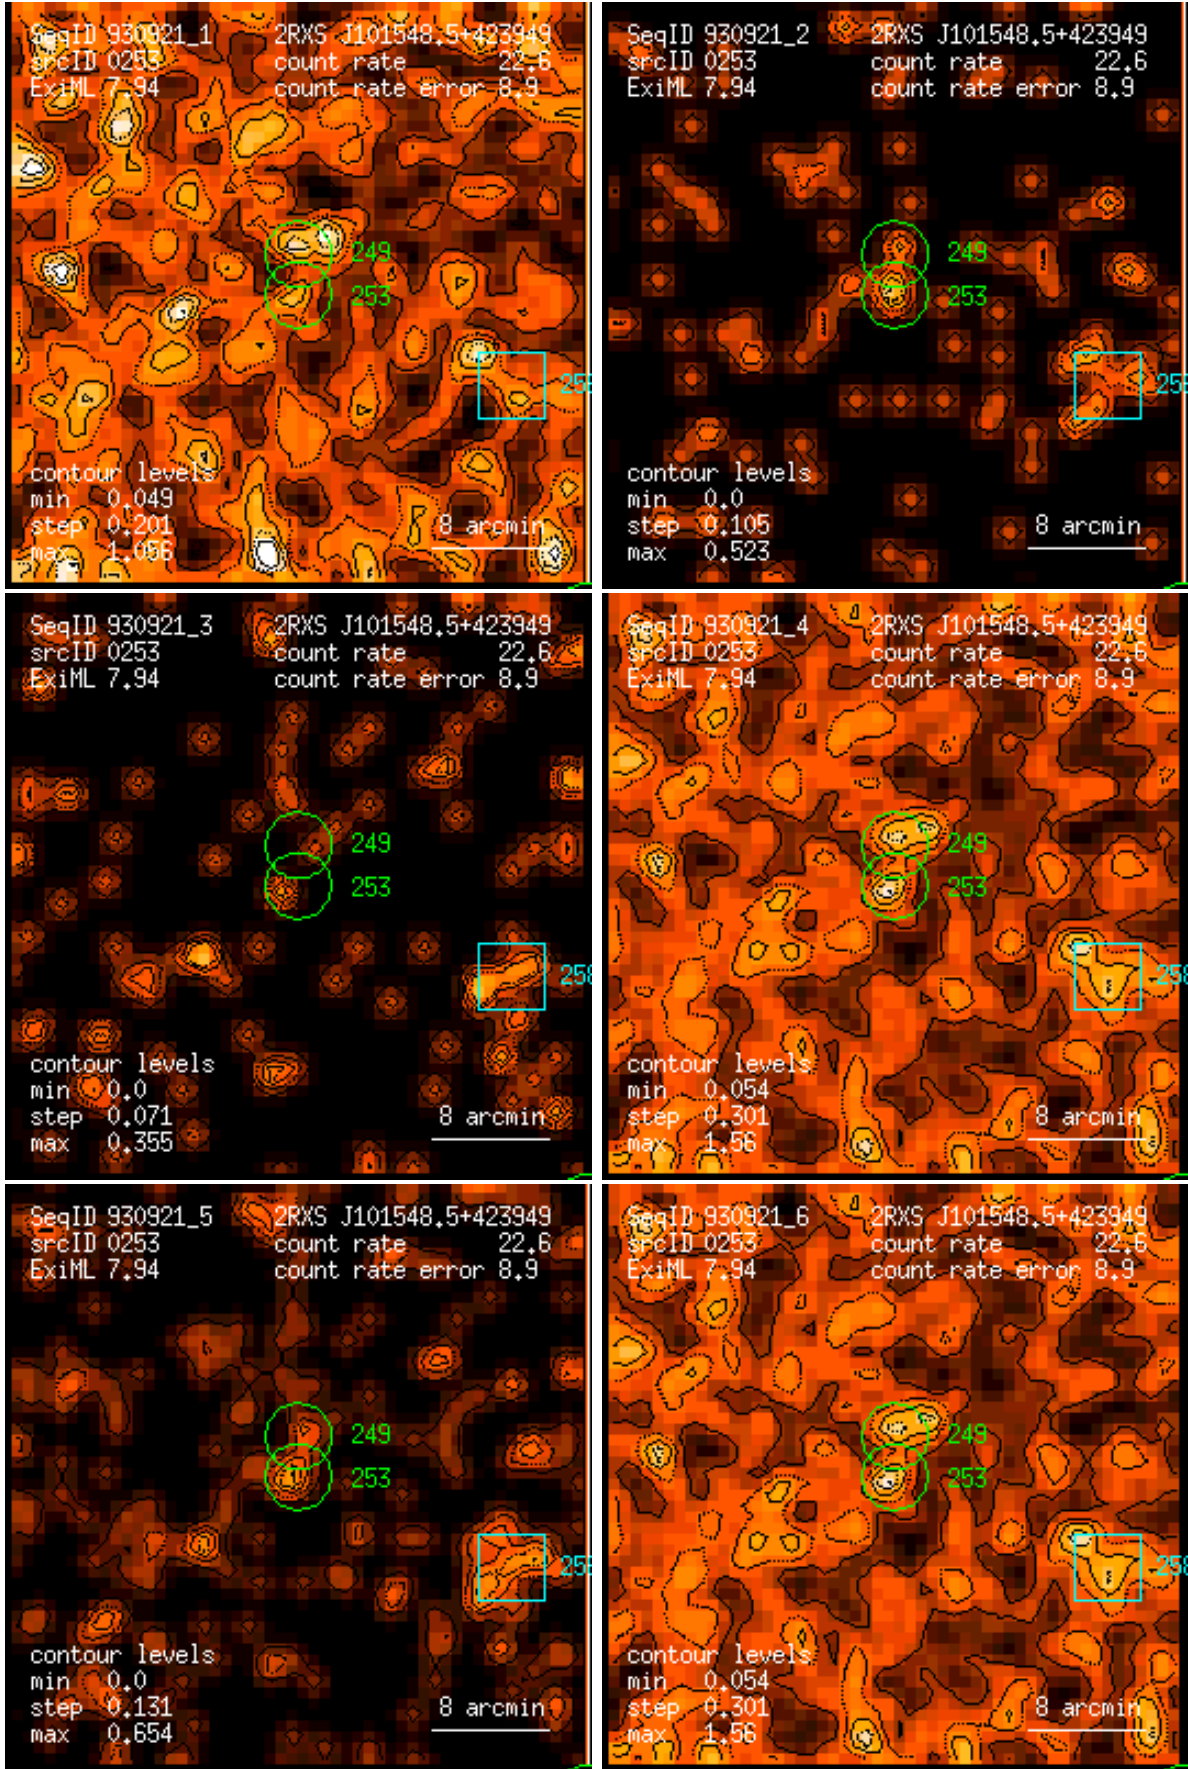 SeqID 930921_1 2RXS J101548.5+423949
srcID 0253 count rate 22.6
ExiML 7.94 count rate error 8.9
249
253
258
contour levels
min 0.049
step 0.201 8 arcmin
max 1.056
SeqID 930921_2 2RXS J101548.5+423949
srcID 0253 count rate 22.6
ExiML 7.94 count rate error 8.9
249
253
258
contour levels
min 0.0
step 0.105 8 arcmin
max 0.523
SeqID 930921_3 2RXS J101548.5+423949
srcID 0253 count rate 22.6
ExiML 7.94 count rate error 8.9
249
253
258
contour levels
min 0.0
step 0.071 8 arcmin
max 0.355
SeqID 930921_4 2RXS J101548.5+423949
srcID 0253 count rate 22.6
ExiML 7.94 count rate error 8.9
249
253
258
contour levels
min 0.054
step 0.301 8 arcmin
max 1.56
SeqID 930921_5 2RXS J101548.5+423949
srcID 0253 count rate 22.6
ExiML 7.94 count rate error 8.9
249
253
258
contour levels
min 0.0
step 0.131 8 arcmin
max 0.654
SeqID 930921_6 2RXS J101548.5+423949
srcID 0253 count rate 22.6
ExiML 7.94 count rate error 8.9
249
253
258
contour levels
min 0.054
step 0.301 8 arcmin
max 1.56